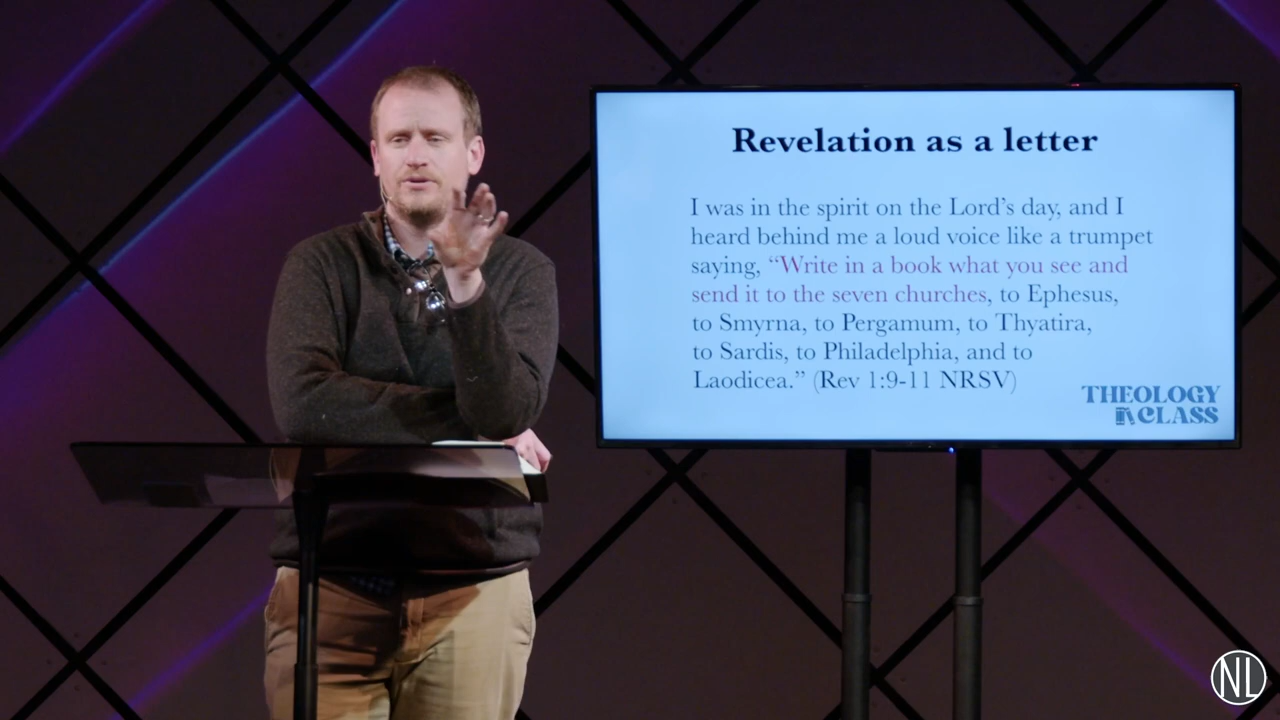 Revelation as a letter
I was in the spirit on the Lord’s day, and I
heard behind me a loud voice like a trumpet
saying, “Write in a book what you see and
send it to the seven churches, to Ephesus,
to Smyrna, to Pergamum, to Thyatira,
to Sardis, to Philadelphia, and to
Laodicea.” (Rev 1:9-11 NRSV)
THEOLOGY
CLASS
NL